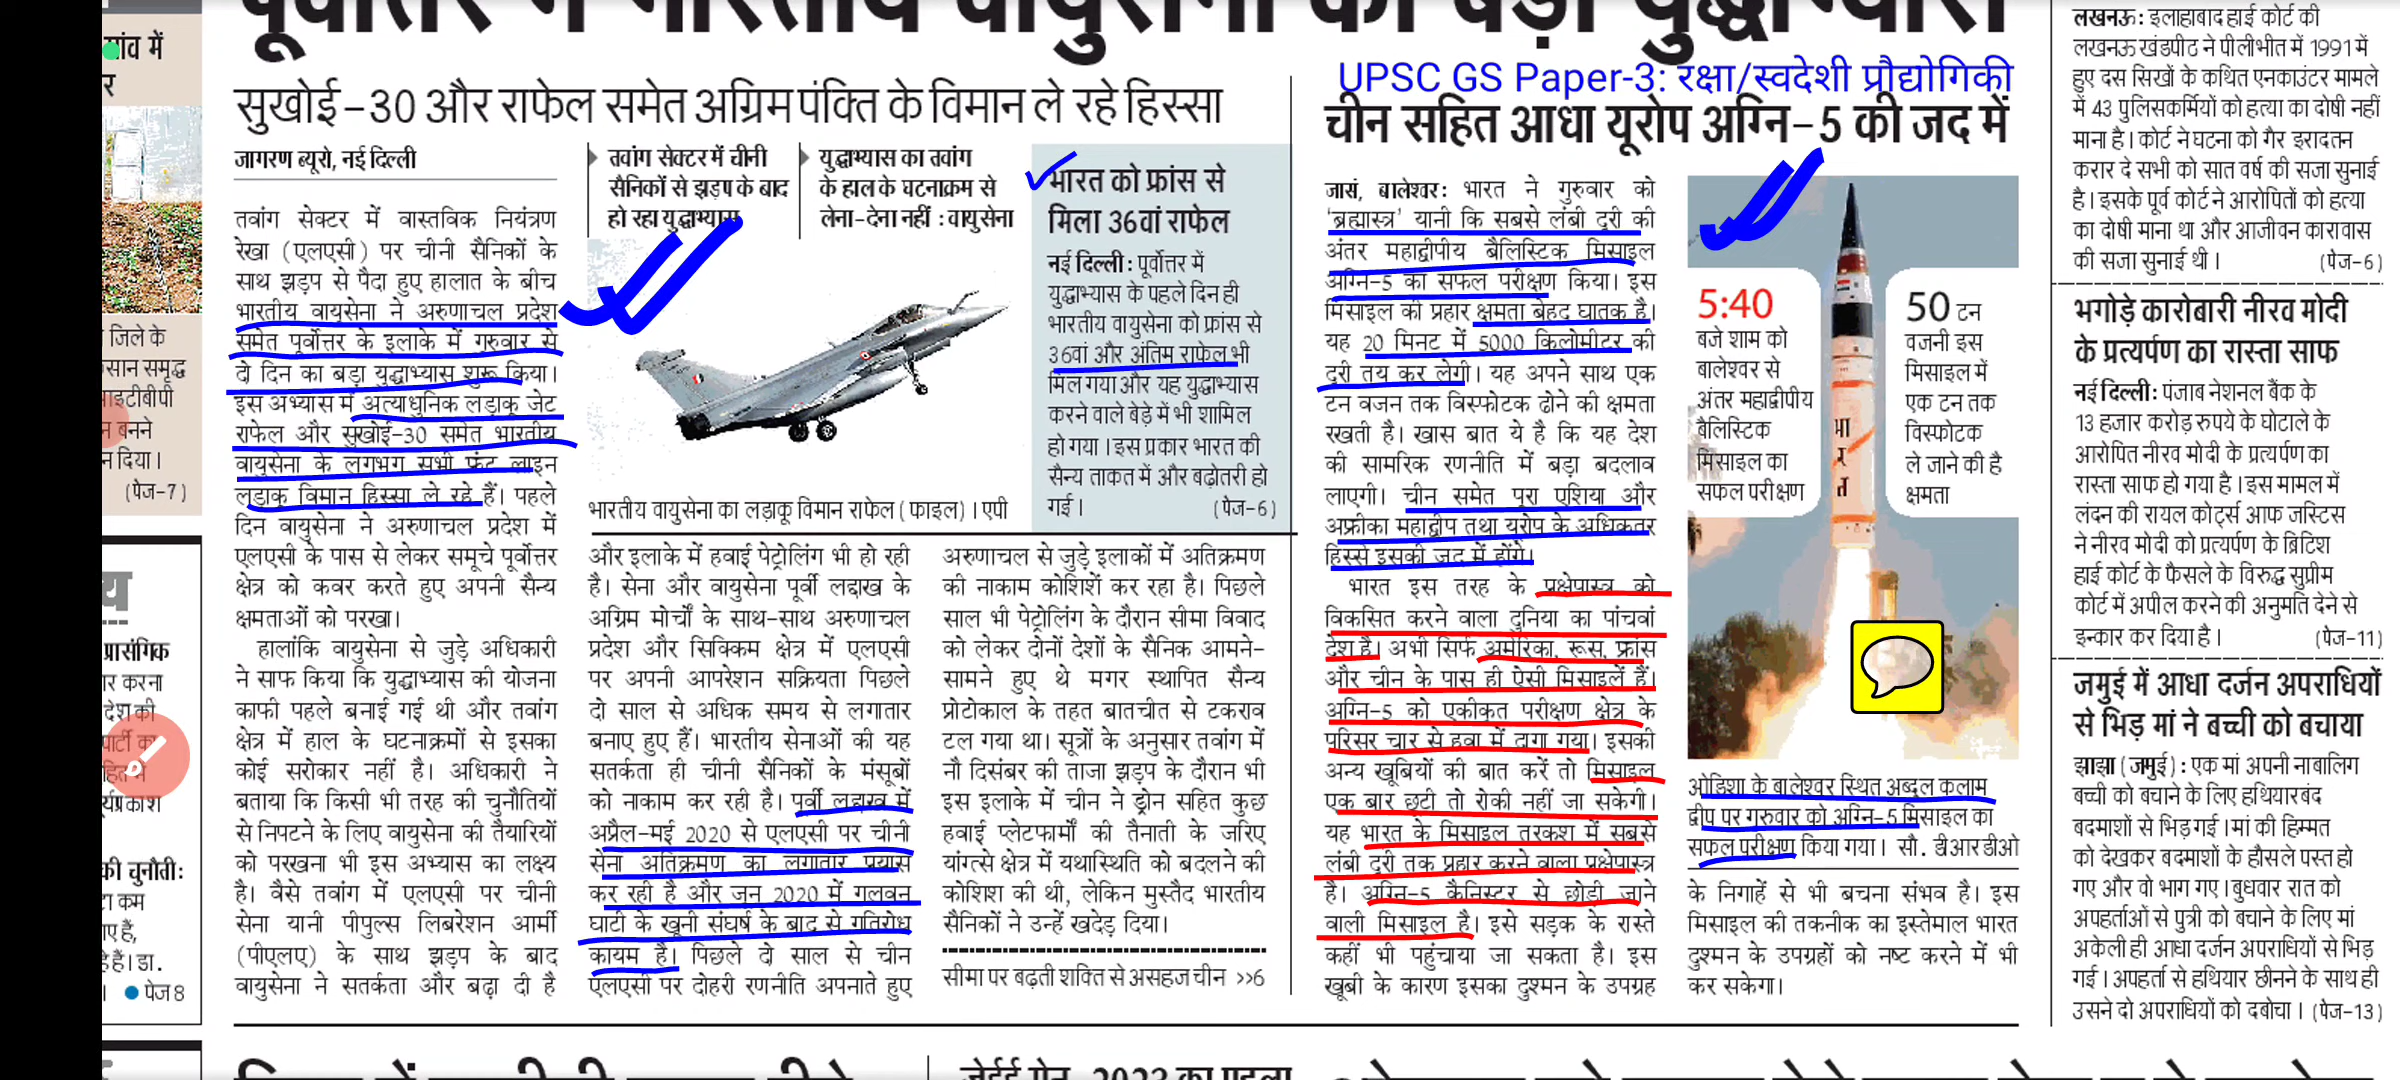 पूर्वोत्तर में भारतीय वायुसेना का बड़ा युद्धाभ्यास
सुखोई-30 और राफेल समेत अग्रिम पंक्ति के विमान ले रहे हिस्सा
जागरण ब्यूरो, नई दिल्ली
तवांग सेक्टर में वास्तविक नियंत्रण
रेखा (एलएसी) पर चीनी सैनिकों के
साथ झड़प से पैदा हुए हालात के बीच
भारतीय वायुसेना ने अरुणाचल प्रदेश
समेत पूर्वोत्तर के इलाके में गुरुवार से
दो दिन का बड़ा युद्धाभ्यास शुरू किया।
इस अभ्यास में अत्याधुनिक लड़ाकू जेट
राफेल और सुखोई-30 समेत भारतीय
वायुसेना के लगभग सभी फ्रंट लाइन
लड़ाकू विमान हिस्सा ले रहे हैं। पहले
दिन वायुसेना ने अरुणाचल प्रदेश में
एलएसी के पास से लेकर समूचे पूर्वोत्तर
क्षेत्र को कवर करते हुए अपनी सैन्य
क्षमताओं को परखा।
हालांकि वायुसेना से जुड़े अधिकारी
ने साफ किया कि युद्धाभ्यास की योजना
काफी पहले बनाई गई थी और तवांग
क्षेत्र में हाल के घटनाक्रमों से इसका
कोई सरोकार नहीं है। अधिकारी ने
बताया कि किसी भी तरह की चुनौतियों
से निपटने के लिए वायुसेना की तैयारियों
को परखना भी इस अभ्यास का लक्ष्य
है। वैसे तवांग में एलएसी पर चीनी
सेना यानी पीपुल्स लिबरेशन आर्मी
(पीएलए) के साथ झड़प के बाद
वायुसेना ने सतर्कता और बढ़ा दी है
तवांग सेक्टर में चीनी
सैनिकों से झड़प के बाद
हो रहा युद्धाभ्यास
युद्धाभ्यास का तवांग
के हाल के घटनाक्रम से
लेना-देना नहीं : वायुसेना
भारतीय वायुसेना का लड़ाकू विमान राफेल (फाइल)। एपी
भारत को फ्रांस से
मिला 36वां राफेल
नई दिल्ली : पूर्वोत्तर में
युद्धाभ्यास के पहले दिन ही
भारतीय वायुसेना को फ्रांस से
36वां और अंतिम राफेल भी
मिल गया और यह युद्धाभ्यास
करने वाले बेड़े में भी शामिल
हो गया। इस प्रकार भारत की
सैन्य ताकत में और बढ़ोतरी हो
गई। (पेज-6)
और इलाके में हवाई पेट्रोलिंग भी हो रही
है। सेना और वायुसेना पूर्वी लद्दाख के
अग्रिम मोर्चों के साथ-साथ अरुणाचल
प्रदेश और सिक्किम क्षेत्र में एलएसी
पर अपनी आपरेशन सक्रियता पिछले
दो साल से अधिक समय से लगातार
बनाए हुए हैं। भारतीय सेनाओं की यह
सतर्कता ही चीनी सैनिकों के मंसूबों
को नाकाम कर रही है। पूर्वी लद्दाख में
अप्रैल-मई 2020 से एलएसी पर चीनी
सेना अतिक्रमण का लगातार प्रयास
कर रही है और जून 2020 में गलवन
घाटी के खूनी संघर्ष के बाद से गतिरोध
कायम है। पिछले दो साल से चीन
एलएसी पर दोहरी रणनीति अपनाते हुए
अरुणाचल से जुड़े इलाकों में अतिक्रमण
की नाकाम कोशिशें कर रहा है। पिछले
साल भी पेट्रोलिंग के दौरान सीमा विवाद
को लेकर दोनों देशों के सैनिक आमने-
सामने हुए थे मगर स्थापित सैन्य
प्रोटोकाल के तहत बातचीत से टकराव
टल गया था। सूत्रों के अनुसार तवांग में
नौ दिसंबर की ताजा झड़प के दौरान भी
इस इलाके में चीन ने ड्रोन सहित कुछ
हवाई प्लेटफार्मों की तैनाती के जरिए
यांग्त्से क्षेत्र में यथास्थिति को बदलने की
कोशिश की थी, लेकिन मुस्तैद भारतीय
सैनिकों ने उन्हें खदेड़ दिया।
सीमा पर बढ़ती शक्ति से असहज चीन >>6
UPSC GS Paper-3: रक्षा/स्वदेशी प्रौद्योगिकी
चीन सहित आधा यूरोप अग्नि-5 की जद में
जासं, बालेश्वर: भारत ने गुरुवार को
'ब्रह्मास्त्र' यानी कि सबसे लंबी दूरी की
अंतर महाद्वीपीय बैलिस्टिक मिसाइल
अग्नि-5 का सफल परीक्षण किया। इस
मिसाइल की प्रहार क्षमता बेहद घातक है।
यह 20 मिनट में 5000 किलोमीटर की
दूरी तय कर लेगी। यह अपने साथ एक
टन वजन तक विस्फोटक ढोने की क्षमता
रखती है। खास बात ये है कि यह देश
की सामरिक रणनीति में बड़ा बदलाव
लाएगी। चीन समेत पूरा एशिया और
अफ्रीका महाद्वीप तथा यूरोप के अधिकतर
हिस्से इसकी जद में होंगे।
भारत इस तरह के प्रक्षेपास्त्र को
विकसित करने वाला दुनिया का पांचवां
देश है। अभी सिर्फ अमेरिका, रूस, फ्रांस
और चीन के पास ही ऐसी मिसाइलें हैं।
अग्नि-5 को एकीकृत परीक्षण क्षेत्र के
परिसर चार से हवा में दागा गया। इसकी
अन्य खूबियों की बात करें तो मिसाइल
एक बार छूटी तो रोकी नहीं जा सकेगी।
यह भारत के मिसाइल तरकश में सबसे
लंबी दूरी तक प्रहार करने वाला प्रक्षेपास्त्र
है। अग्नि-5 कैनिस्टर से छोड़ी जाने
वाली मिसाइल है। इसे सड़क के रास्ते
कहीं भी पहुंचाया जा सकता है। इस
खूबी के कारण इसका दुश्मन के उपग्रह
5:40
बजे शाम को
बालेश्वर से
अंतर महाद्वीपीय
बैलिस्टिक
मिसाइल का
सफल परीक्षण
50 टन
वजनी इस
मिसाइल में
एक टन तक
विस्फोटक
ले जाने की है
क्षमता
भा
र
त
ओडिशा के बालेश्वर स्थित अब्दुल कलाम
द्वीप पर गुरुवार को अग्नि-5 मिसाइल का
सफल परीक्षण किया गया। सौ. डीआरडीओ
के निगाहें से भी बचना संभव है। इस
मिसाइल की तकनीक का इस्तेमाल भारत
दुश्मन के उपग्रहों को नष्ट करने में भी
कर सकेगा।
लखनऊ: इलाहाबाद हाई कोर्ट की
लखनऊ खंडपीठ ने पीलीभीत में 1991 में
हुए दस सिखों के कथित एनकाउंटर मामले
में 43 पुलिसकर्मियों को हत्या का दोषी नहीं
माना है। कोर्ट ने घटना को गैर इरादतन
करार दे सभी को सात वर्ष की सजा सुनाई
है। इसके पूर्व कोर्ट ने आरोपितों को हत्या
का दोषी माना था और आजीवन कारावास
की सजा सुनाई थी। (पेज-6)
भगोड़े कारोबारी नीरव मोदी
के प्रत्यर्पण का रास्ता साफ
नई दिल्ली: पंजाब नेशनल बैंक के
13 हजार करोड़ रुपये के घोटाले के
आरोपित नीरव मोदी के प्रत्यर्पण का
रास्ता साफ हो गया है। इस मामले में
लंदन की रायल कोर्ट्स आफ जस्टिस
ने नीरव मोदी को प्रत्यर्पण के ब्रिटिश
हाई कोर्ट के फैसले के विरुद्ध सुप्रीम
कोर्ट में अपील करने की अनुमति देने से
इन्कार कर दिया है। (पेज-11)
जमुई में आधा दर्जन अपराधियों
से भिड़ मां ने बच्ची को बचाया
झाझा (जमुई) : एक मां अपनी नाबालिग
बच्ची को बचाने के लिए हथियारबंद
बदमाशों से भिड़ गई। मां की हिम्मत
को देखकर बदमाशों के हौसले पस्त हो
गए और वो भाग गए। बुधवार रात को
अपहर्ताओं से पुत्री को बचाने के लिए मां
अकेली ही आधा दर्जन अपराधियों से भिड़
गई। अपहर्ता से हथियार छीनने के साथ ही
उसने दो अपराधियों को दबोचा। (पेज-13)
गांव में
र
जिले के
समृद्ध
बनने
दिया।
(पेज-7)
य
प्रासंगिक
करना
देश की
की चुनौती:
कम
हैं,
हैं। डा.
पेज 8